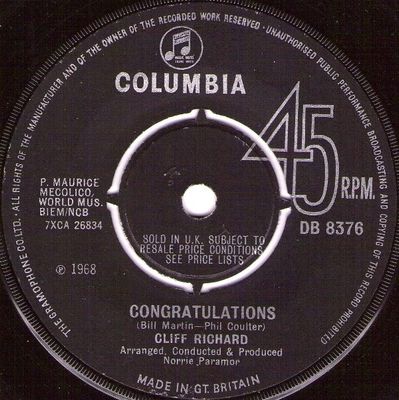 ALL RIGHTS OF THE MANUFACTURER AND OF THE OWNER OF THE RECORDED WORK RESERVED - UNAUTHORISED PUBLIC PERFORMANCE BROADCASTING AND COPYING OF THIS RECORD PROHIBITED
THE GRAMOPHONE CO. LTD.
COLUMBIA
45
R.P.M.
P. MAURICE
MECOLICO,
WORLD MUS.
BIEM/NCB
7XCA 26834
DB 8376
SOLD IN U.K. SUBJECT TO
RESALE PRICE CONDITIONS,
SEE PRICE LISTS
℗ 1968
CONGRATULATIONS
(Bill Martin—Phil Coulter)
CLIFF RICHARD
Arranged, Conducted & Produced
Norrie Paramor
MADE IN GT. BRITAIN